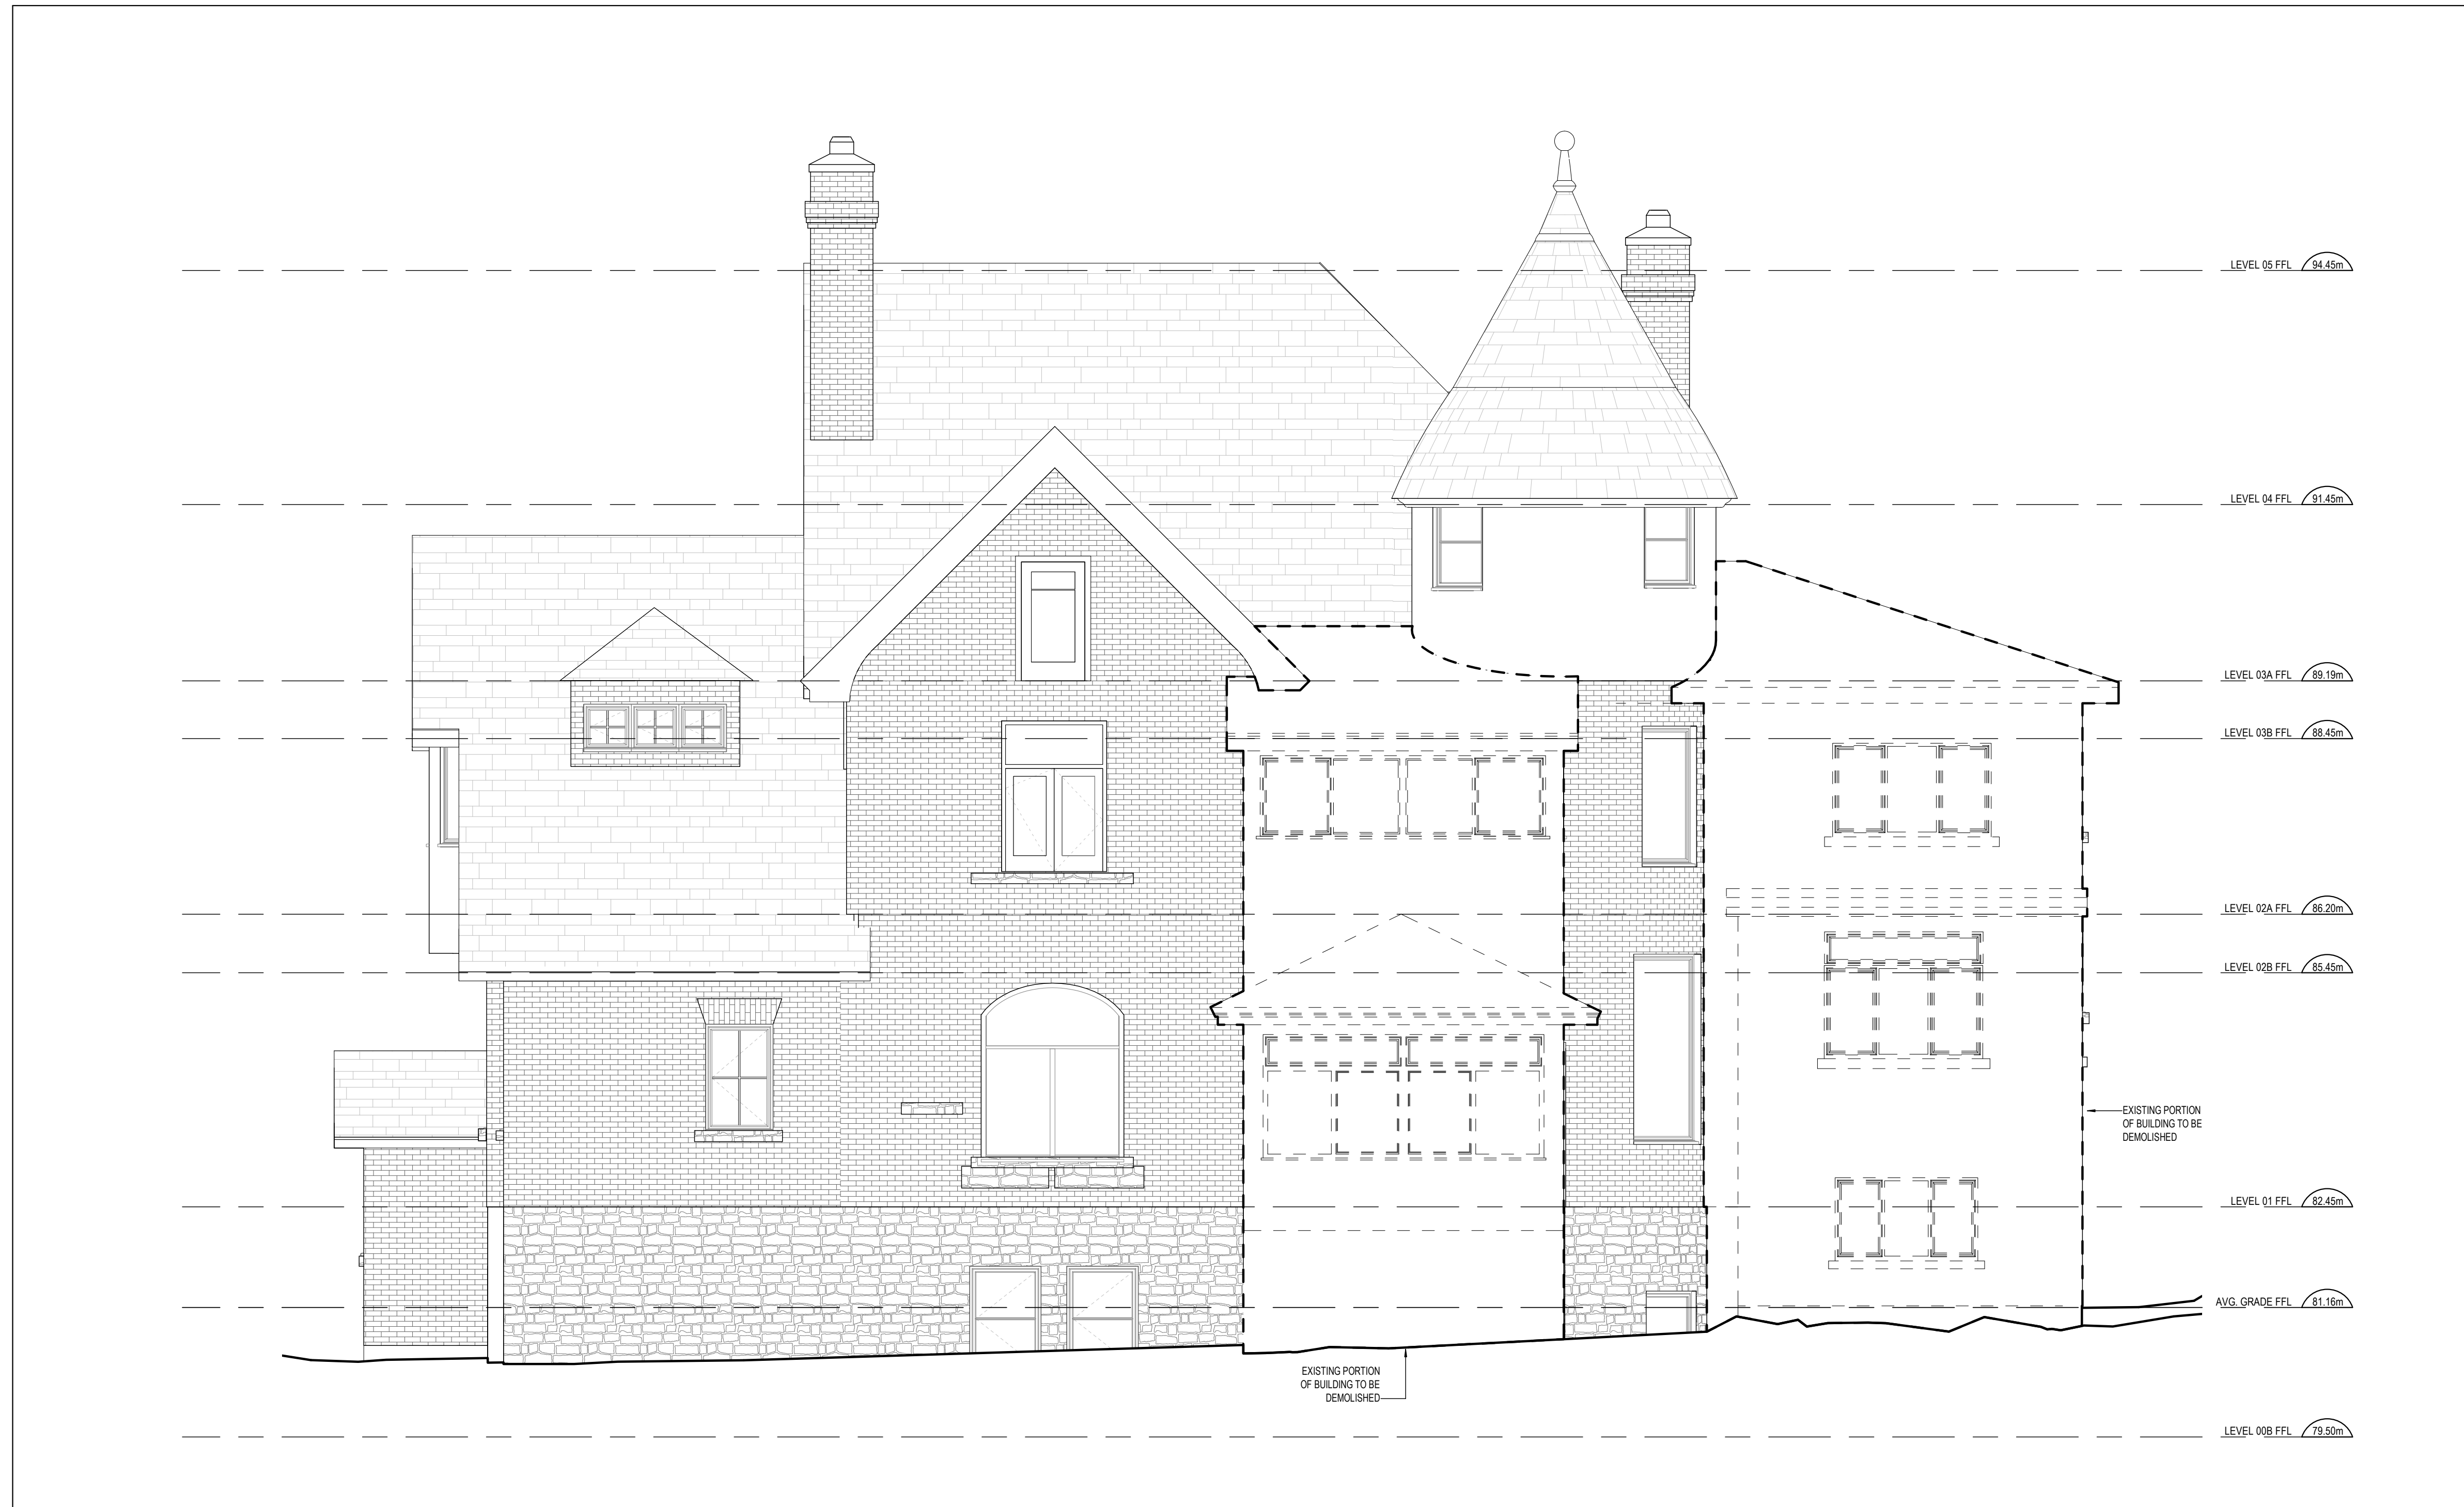 LEVEL 05 FFL 94.45m
LEVEL 04 FFL 91.45m
LEVEL 03A FFL 89.19m
LEVEL 03B FFL 88.45m
LEVEL 02A FFL 86.20m
LEVEL 02B FFL 85.45m
EXISTING PORTION
OF BUILDING TO BE
DEMOLISHED
LEVEL 01 FFL 82.45m
AVG. GRADE FFL 81.16m
EXISTING PORTION
OF BUILDING TO BE
DEMOLISHED
LEVEL 00B FFL 79.50m